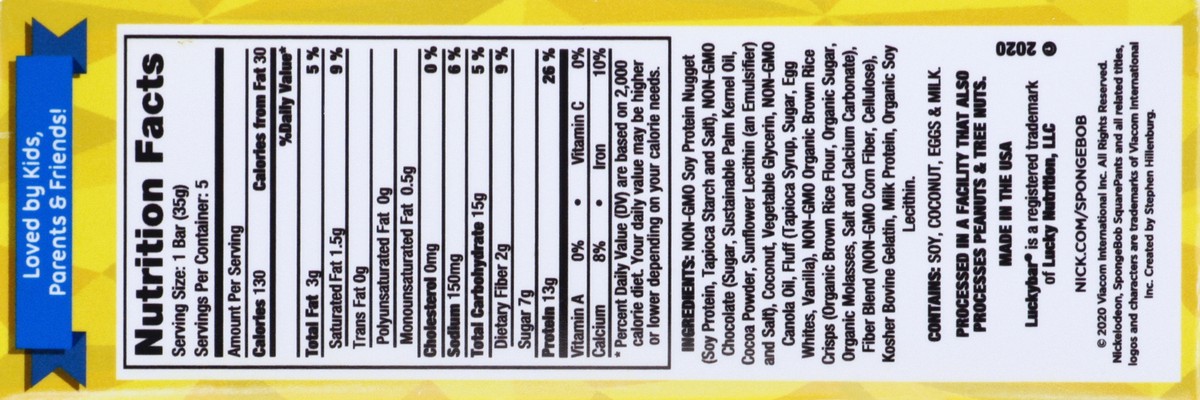 Loved by Kids,
Parents & Friends!
Nutrition Facts
Serving Size: 1 Bar (35g)
Servings Per Container: 5
Amount Per Serving
Calories 130 Calories from Fat 30
%Daily Value*
Total Fat 3g 5 %
Saturated Fat 1.5g 9 %
Trans Fat 0g
Polyunsaturated Fat 0g
Monounsaturated Fat 0.5g
Cholesterol 0mg 0 %
Sodium 150mg 6 %
Total Carbohydrate 15g 5 %
Dietary Fiber 2g 9 %
Sugar 7g
Protein 13g 26 %
Vitamin A 0% • Vitamin C 0%
Calcium 8% • Iron 10%
* Percent Daily Value (DV) are based on 2,000
calorie diet. Your daily value may be higher
or lower depending on your calorie needs.
INGREDIENTS: NON-GMO Soy Protein Nugget
(Soy Protein, Tapioca Starch and Salt), NON-GMO
Chocolate (Sugar, Sustainable Palm Kernel Oil,
Cocoa Powder, Sunflower Lecithin (an Emulsifier)
and Salt), Coconut, Vegetable Glycerin, NON-GMO
Canola Oil, Fluff (Tapioca Syrup, Sugar, Egg
Whites, Vanilla), NON-GMO Organic Brown Rice
Crisps (Organic Brown Rice Flour, Organic Sugar,
Organic Molasses, Salt and Calcium Carbonate),
Fiber Blend (NON-GMO Corn Fiber, Cellulose),
Kosher Bovine Gelatin, Milk Protein, Organic Soy
Lecithin.
CONTAINS: SOY, COCONUT, EGGS & MILK.
PROCESSED IN A FACILITY THAT ALSO
PROCESSES PEANUTS & TREE NUTS.
MADE IN THE USA
Luckybar® is a registered trademark
of Lucky Nutrition, LLC
©
2020
NICK.COM/SPONGEBOB
© 2020 Viacom International Inc. All Rights Reserved.
Nickelodeon, SpongeBob SquarePants and all related titles,
logos and characters are trademarks of Viacom International
Inc. Created by Stephen Hillenburg.